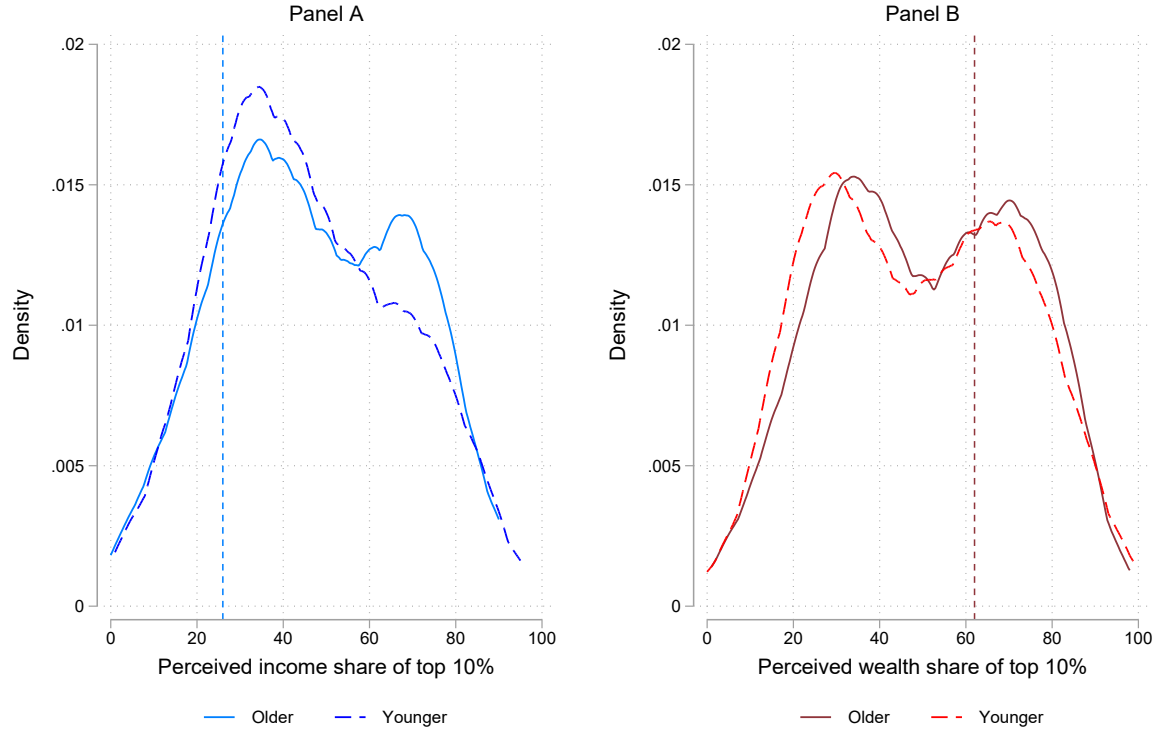 Panel A
.02
.015
.01
.005
0
Density
0 20 40 60 80 100
Perceived income share of top 10%
Older Younger
Panel B
.02
.015
.01
.005
0
Density
0 20 40 60 80 100
Perceived wealth share of top 10%
Older Younger